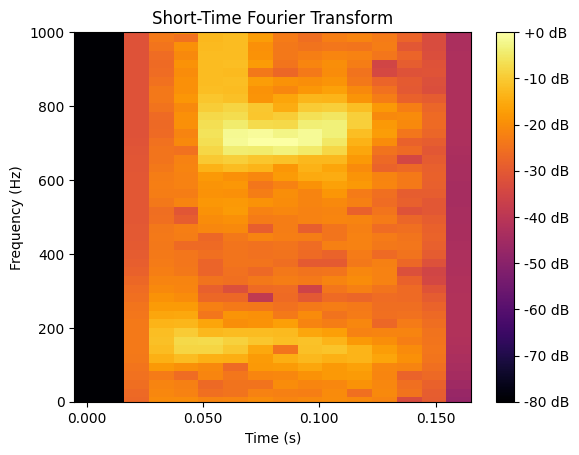 Short-Time Fourier Transform
1000
800
600
400
200
0
Frequency (Hz)
0.000
0.050
0.100
0.150
Time (s)
+0 dB
-10 dB
-20 dB
-30 dB
-40 dB
-50 dB
-60 dB
-70 dB
-80 dB